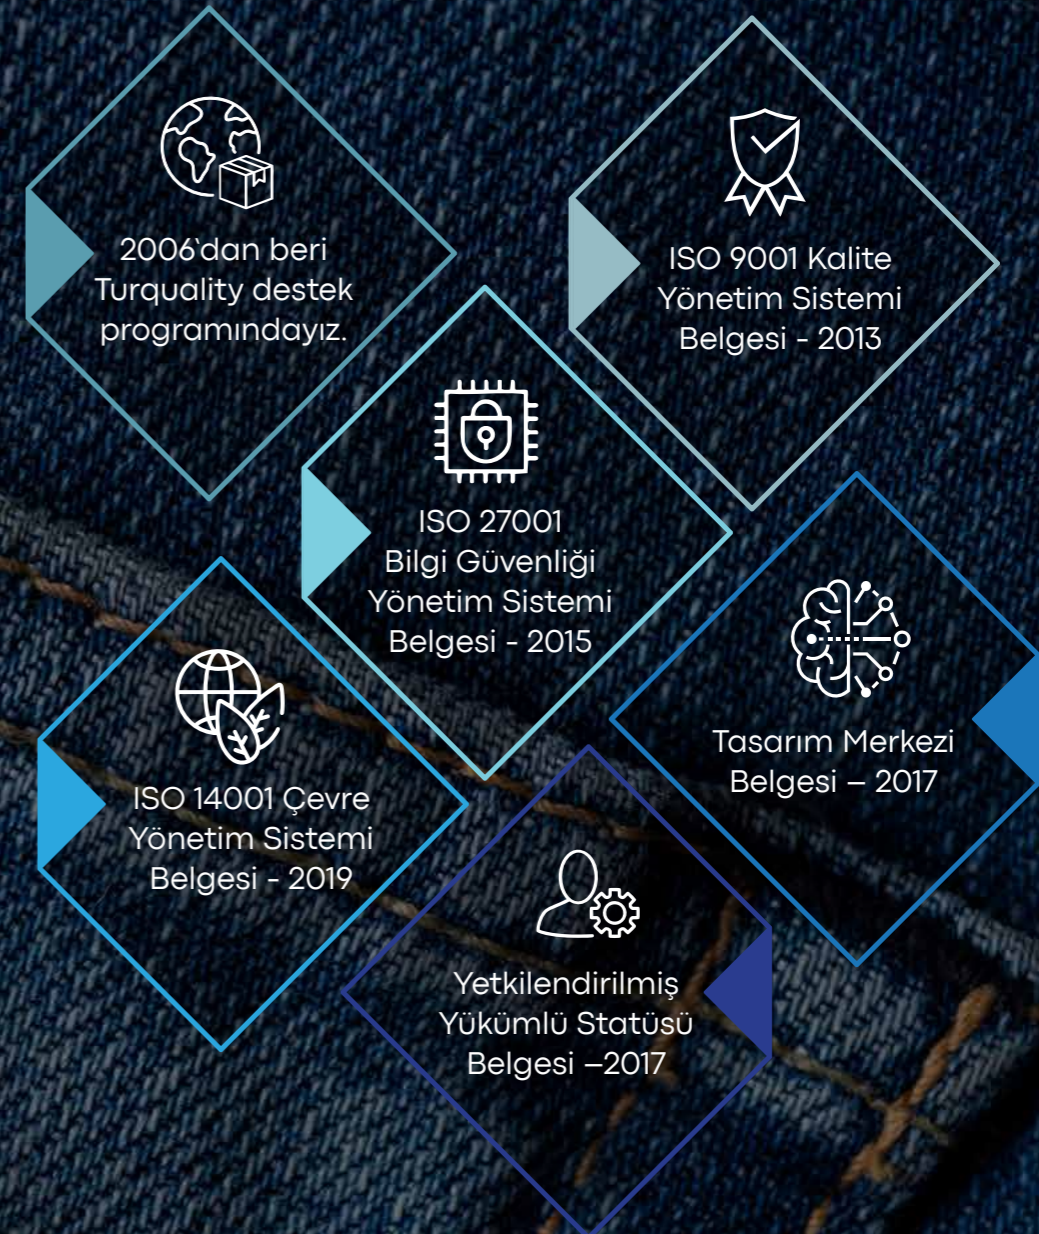 2006‘dan beri
Turquality destek
programındayız.
ISO 9001 Kalite
Yönetim Sistemi
Belgesi - 2013
ISO 27001
Bilgi Güvenliği
Yönetim Sistemi
Belgesi - 2015
Tasarım Merkezi
Belgesi – 2017
ISO 14001 Çevre
Yönetim Sistemi
Belgesi - 2019
Yetkilendirilmiş
Yükümlü Statüsü
Belgesi –2017